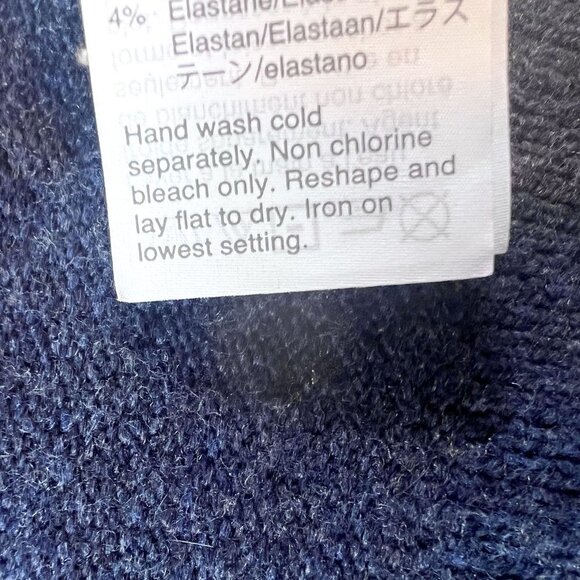 4%, Elastane/
Elastan/Elastaan/エラス
テーン/elastano
Hand wash cold
separately. Non chlorine
bleach only. Reshape and
lay flat to dry. Iron on
lowest setting.